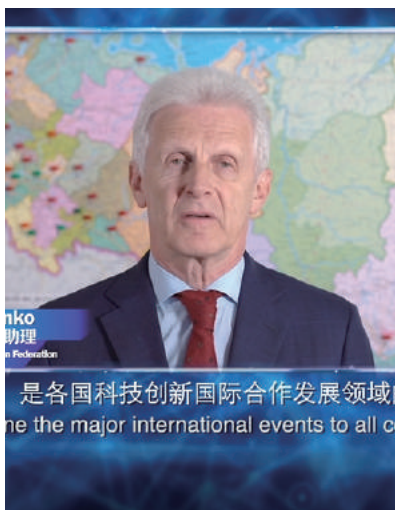 nko
助理
n Federation
是各国科技创新国际合作发展领域
ne the major international events to all c